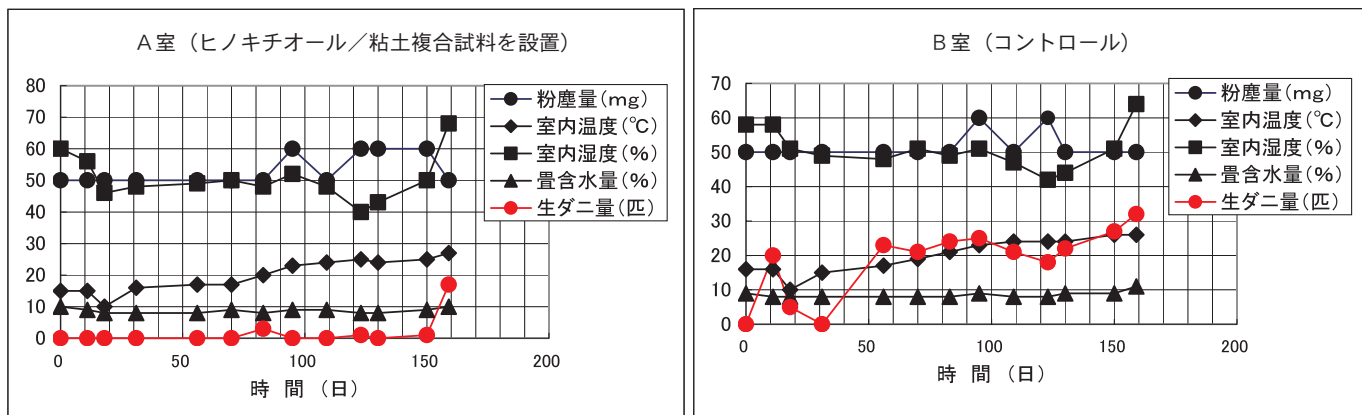 A室(ヒノキチオール/粘土複合試料を設置)
80
70
60
50
40
30
20
10
0
0 50 100 150 200
時 間 (日)
粉塵量(mg)
室内温度(℃)
室内湿度(%)
畳含水量(%)
生ダニ量(匹)
B室(コントロール)
70
60
50
40
30
20
10
0
0 50 100 150 200
時 間 (日)
粉塵量(mg)
室内温度(℃)
室内湿度(%)
畳含水量(%)
生ダニ量(匹)